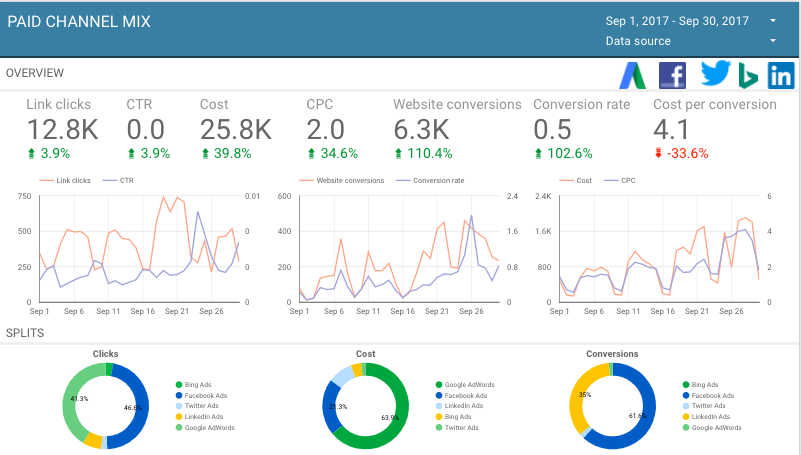 PAID CHANNEL MIX
Sep 1, 2017 - Sep 30, 2017
Data source
OVERVIEW
Link clicks CTR Cost CPC Website conversions Conversion rate Cost per conversion
12.8K 0.0 25.8K 2.0 6.3K 0.5 4.1
3.9% 3.9% 39.8% 34.6% 110.4% 102.6% -33.6%
Link clicks CTR
750 0.01
500 0
250 0.8
0 0
Sep 1 Sep 6 Sep 11 Sep 16 Sep 21 Sep 26
Website conversions Conversion rate
600 2.4
400 1.6
200 0.8
0 0
Sep 1 Sep 6 Sep 11 Sep 16 Sep 21 Sep 26
Cost CPC
2.4K 6
1.6K 4
800 2
0 0
Sep 1 Sep 6 Sep 11 Sep 16 Sep 21 Sep 26
SPLITS
Clicks
41.3% 46.6%
Bing Ads
Facebook Ads
Twitter Ads
LinkedIn Ads
Google AdWords
Cost
21.3% 63.9%
Google AdWords
Facebook Ads
LinkedIn Ads
Bing Ads
Twitter Ads
Conversions
35% 61.6%
Bing Ads
Facebook Ads
Twitter Ads
LinkedIn Ads
Google AdWords